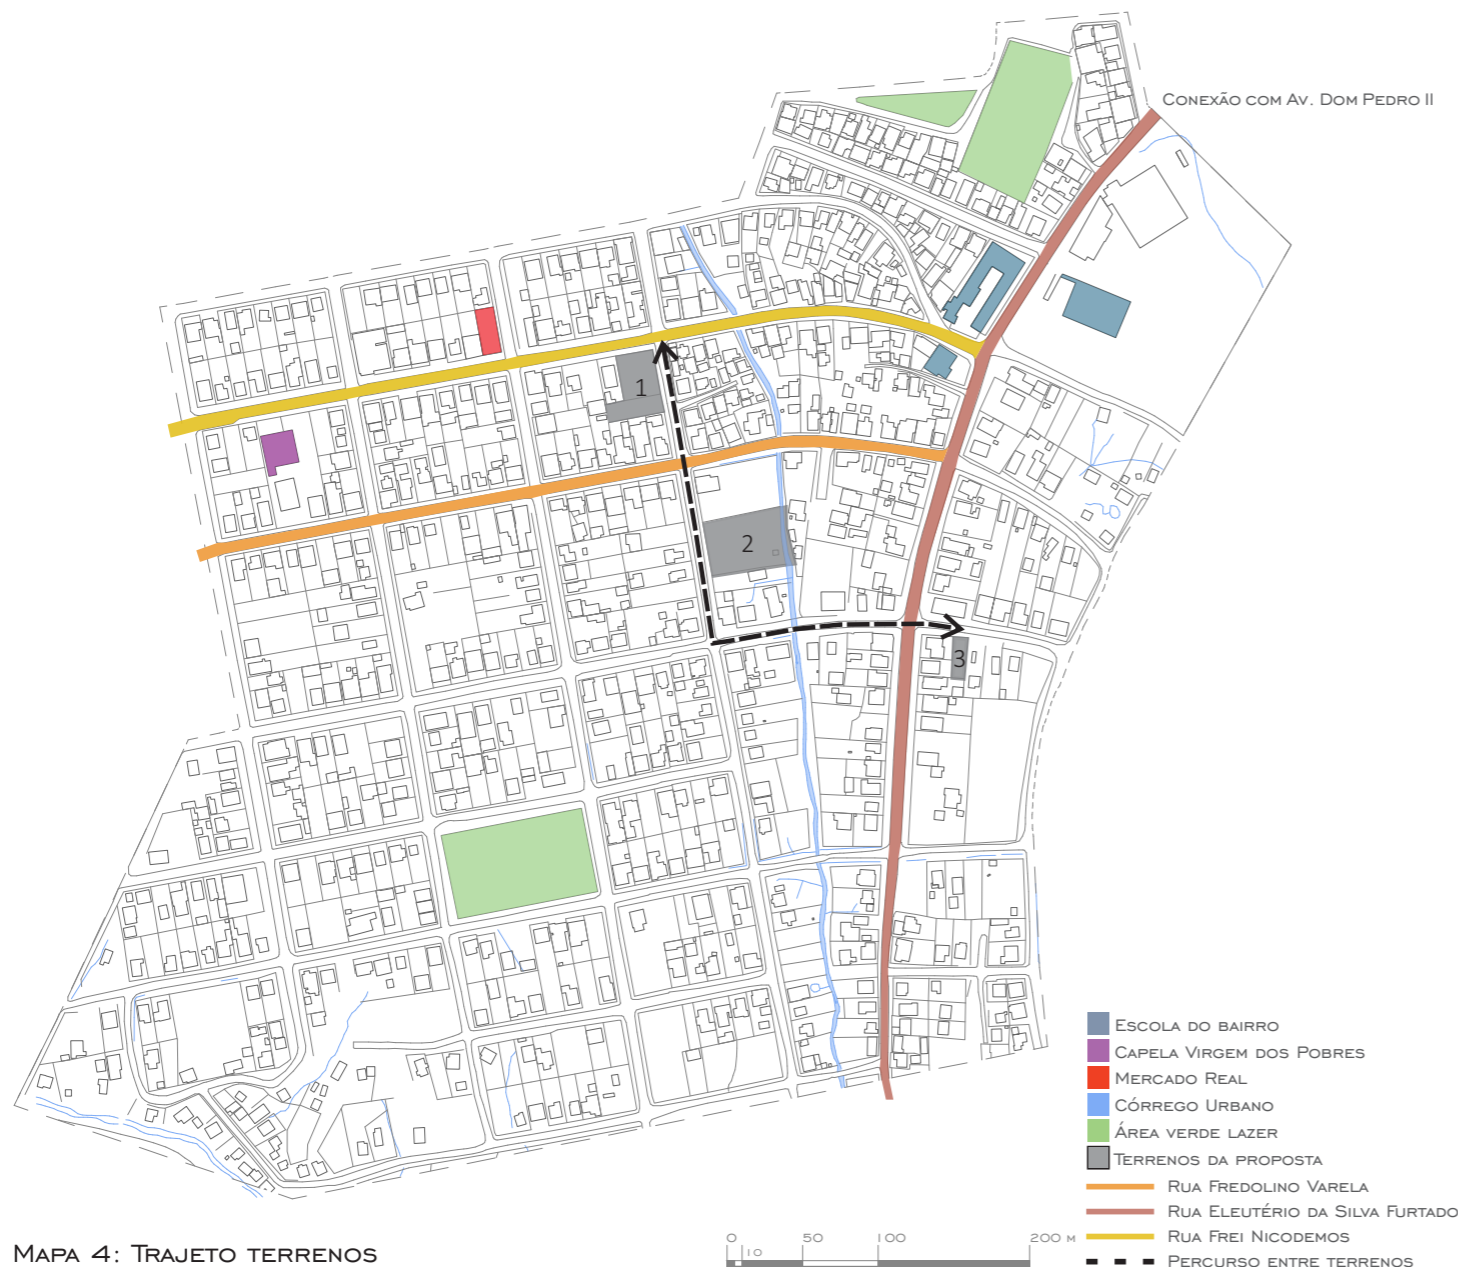 Conexão com Av. Dom Pedro II
1
2
3
Escola do bairro
Capela Virgem dos Pobres
Mercado Real
Córrego Urbano
Área verde lazer
Terrenos da proposta
Rua Fredolino Varela
Rua Eleutério da Silva Furtado
Rua Frei Nicodemos
Percurso entre terrenos
0 10 50 100 200 m
Mapa 4: Trajeto terrenos